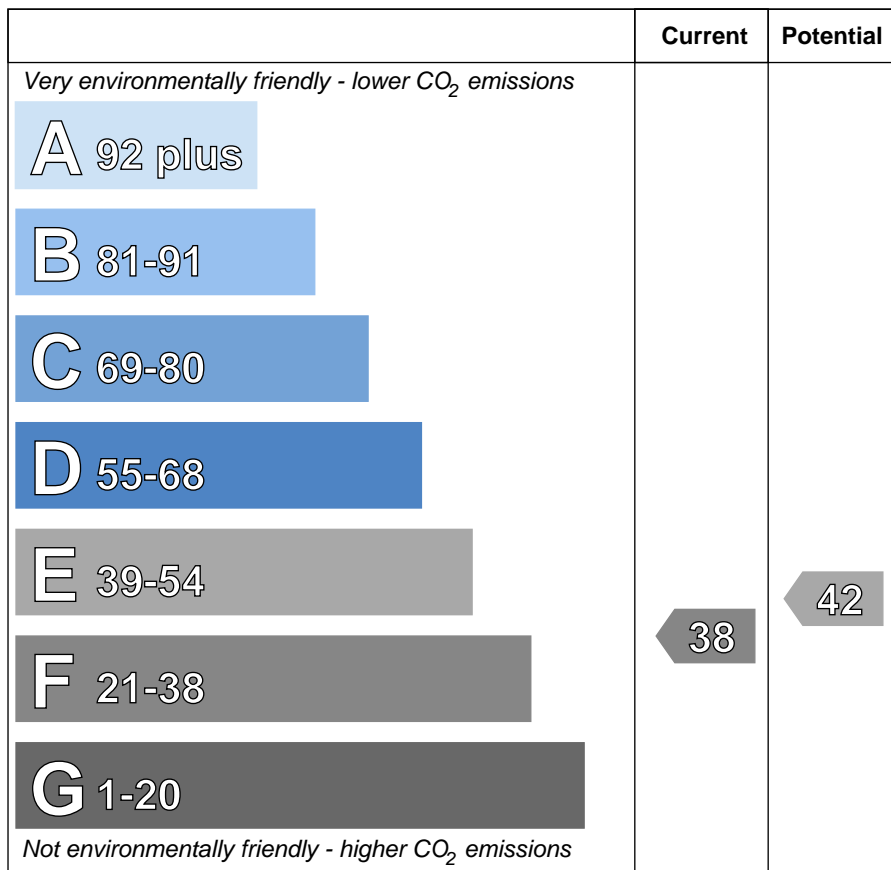 Current Potential
Very environmentally friendly - lower CO₂ emissions
A 92 plus
B 81-91
C 69-80
D 55-68
E 39-54
42
38
F 21-38
G 1-20
Not environmentally friendly - higher CO₂ emissions